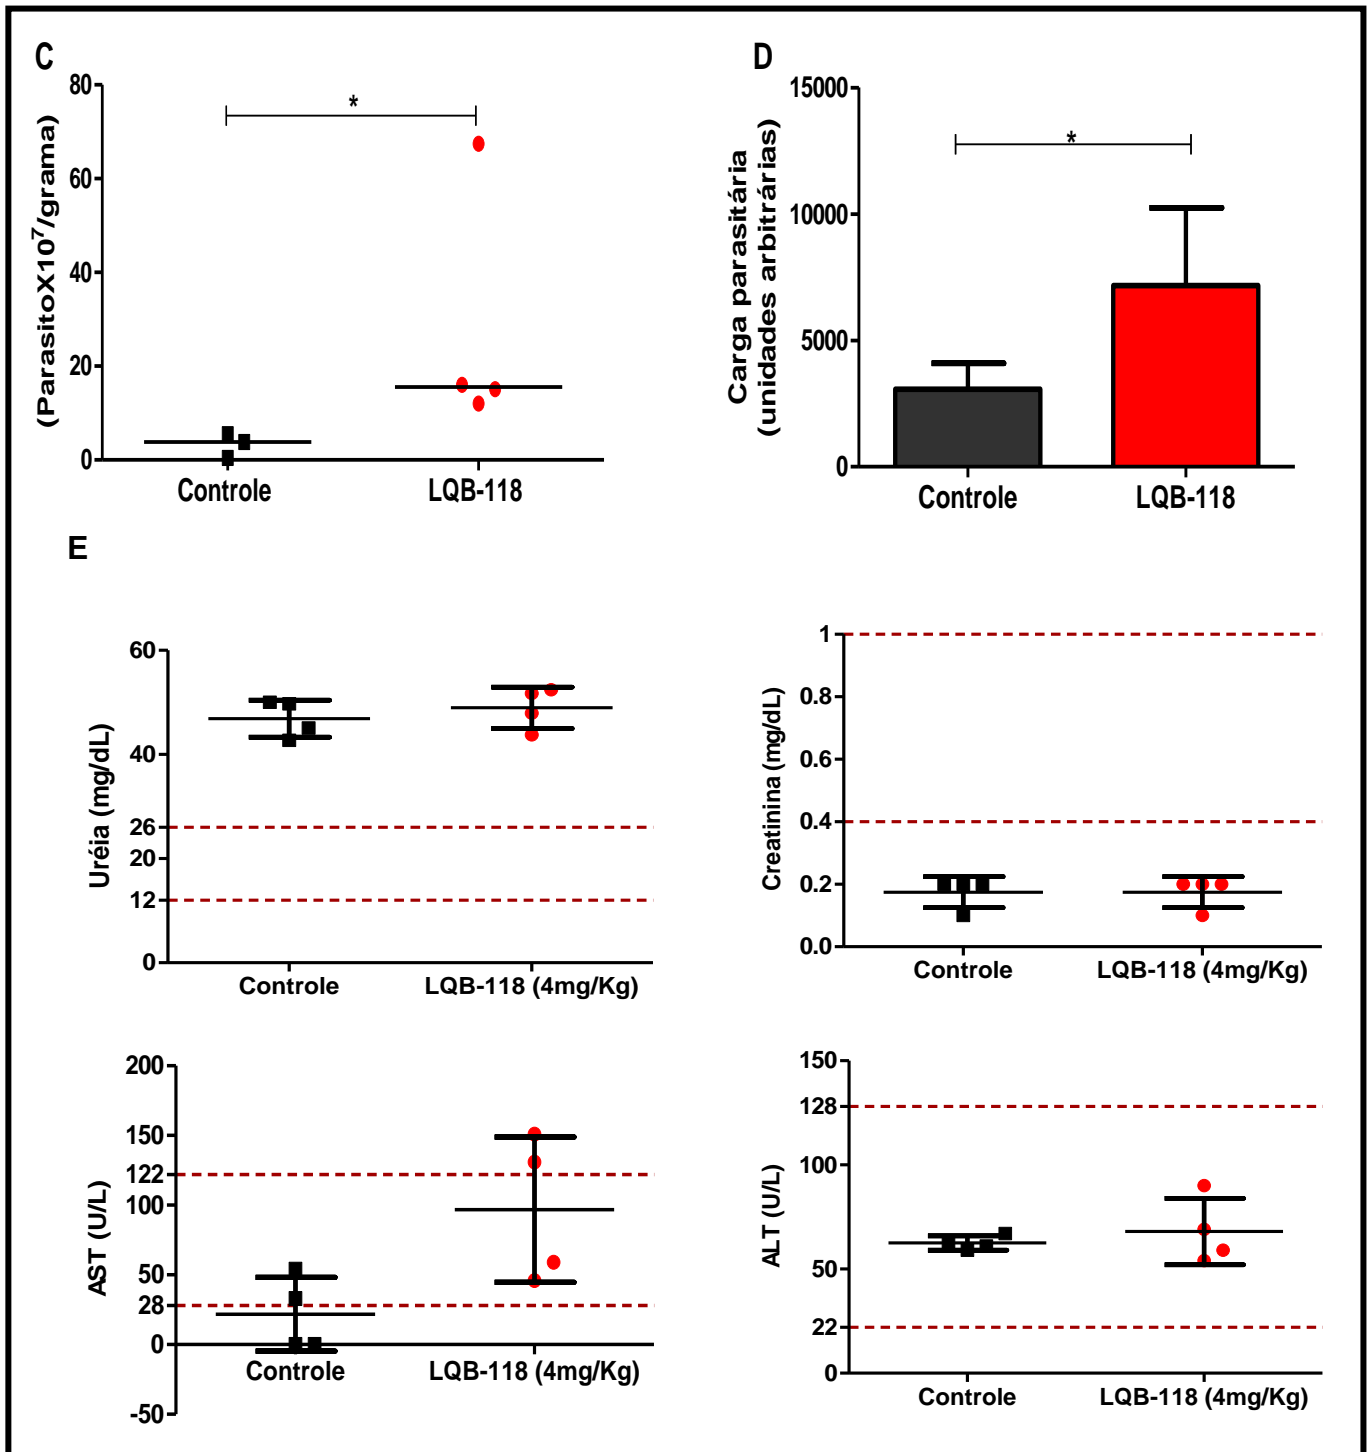 C
(ParasitoX10⁷/grama)
80
60
40
20
0
*
Controle
LQB-118
D
Carga parasitária
(unidades arbitrárias)
15000
10000
5000
0
*
Controle
LQB-118
E
Uréia (mg/dL)
60
40
26
20
12
0
Controle
LQB-118 (4mg/Kg)
Creatinina (mg/dL)
1
0.8
0.6
0.4
0.2
0.0
Controle
LQB-118 (4mg/Kg)
AST (U/L)
200
150
122
100
50
28
0
-50
Controle
LQB-118 (4mg/Kg)
ALT (U/L)
150
128
100
50
22
0
Controle
LQB-118 (4mg/Kg)